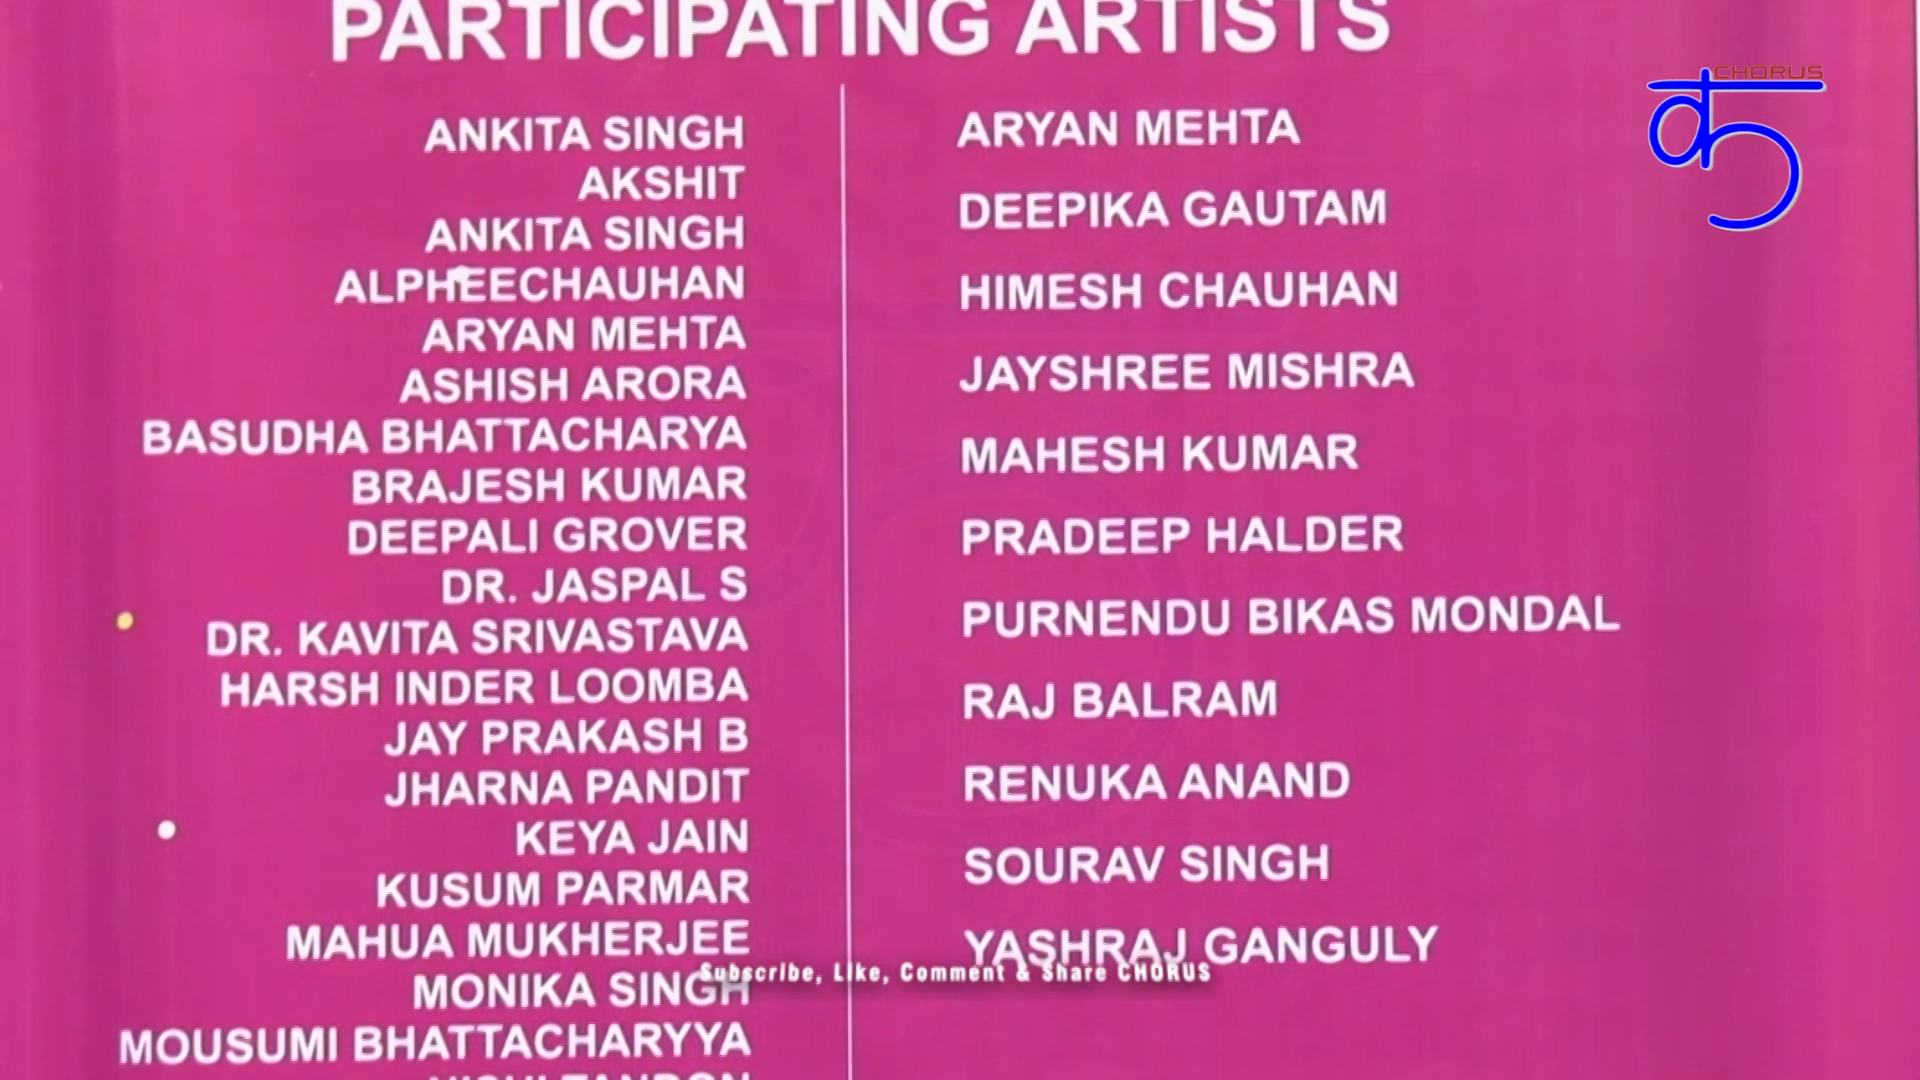 PARTICIPATING ARTISTS
ANKITA SINGH
AKSHIT
ANKITA SINGH
ALPHEECHAUHAN
ARYAN MEHTA
ASHISH ARORA
BASUDHA BHATTACHARYA
BRAJESH KUMAR
DEEPALI GROVER
DR. JASPAL S
DR. KAVITA SRIVASTAVA
HARSH INDER LOOMBA
JAY PRAKASH B
JHARNA PANDIT
KEYA JAIN
KUSUM PARMAR
MAHUA MUKHERJEE
MONIKA SINGH
MOUSUMI BHATTACHARYYA
ARYAN MEHTA
DEEPIKA GAUTAM
HIMESH CHAUHAN
JAYSHREE MISHRA
MAHESH KUMAR
PRADEEP HALDER
PURNENDU BIKAS MONDAL
RAJ BALRAM
RENUKA ANAND
SOURAV SINGH
YASHRAJ GANGULY
CHORUS
क
Subscribe, Like, Comment & Share CHORUS